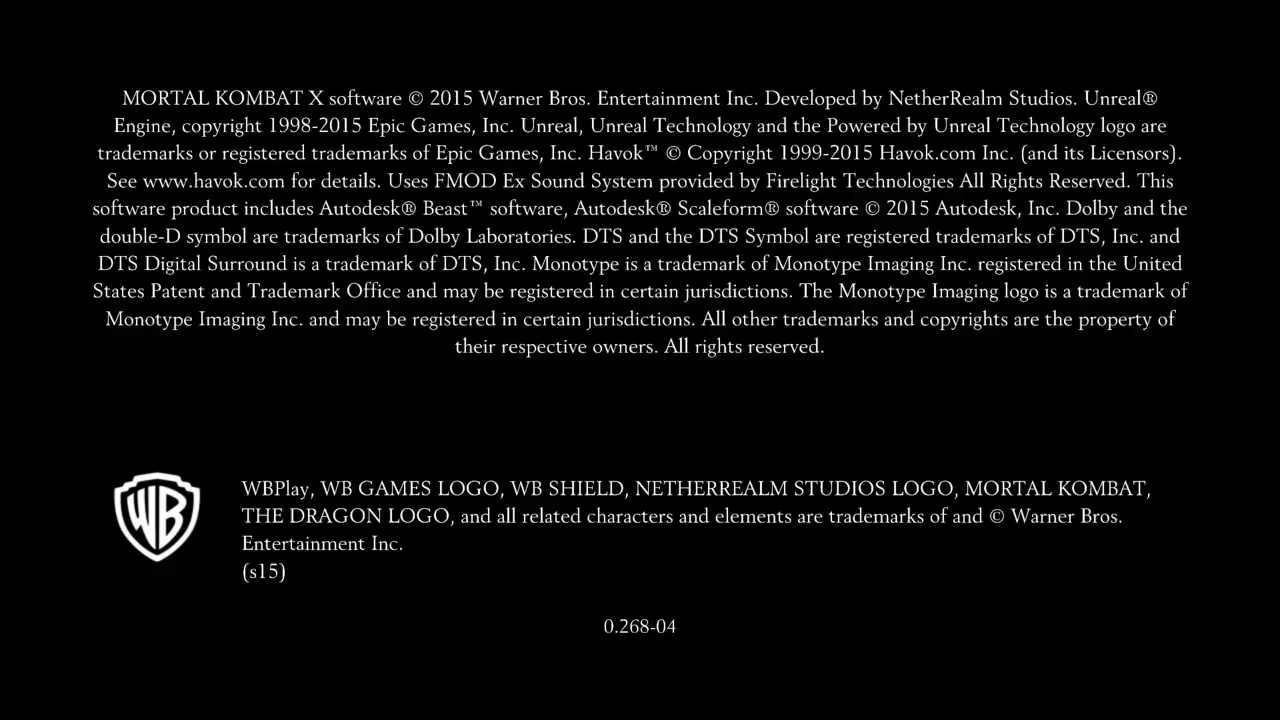 MORTAL KOMBAT X software © 2015 Warner Bros. Entertainment Inc. Developed by NetherRealm Studios. Unreal®
Engine, copyright 1998-2015 Epic Games, Inc. Unreal, Unreal Technology and the Powered by Unreal Technology logo are
trademarks or registered trademarks of Epic Games, Inc. Havok™ © Copyright 1999-2015 Havok.com Inc. (and its Licensors).
See www.havok.com for details. Uses FMOD Ex Sound System provided by Firelight Technologies All Rights Reserved. This
software product includes Autodesk® Beast™ software, Autodesk® Scaleform® software © 2015 Autodesk, Inc. Dolby and the
double-D symbol are trademarks of Dolby Laboratories. DTS and the DTS Symbol are registered trademarks of DTS, Inc. and
DTS Digital Surround is a trademark of DTS, Inc. Monotype is a trademark of Monotype Imaging Inc. registered in the United
States Patent and Trademark Office and may be registered in certain jurisdictions. The Monotype Imaging logo is a trademark of
Monotype Imaging Inc. and may be registered in certain jurisdictions. All other trademarks and copyrights are the property of
their respective owners. All rights reserved.
WB
WBPlay, WB GAMES LOGO, WB SHIELD, NETHERREALM STUDIOS LOGO, MORTAL KOMBAT,
THE DRAGON LOGO, and all related characters and elements are trademarks of and © Warner Bros.
Entertainment Inc.
(s15)
0.268-04